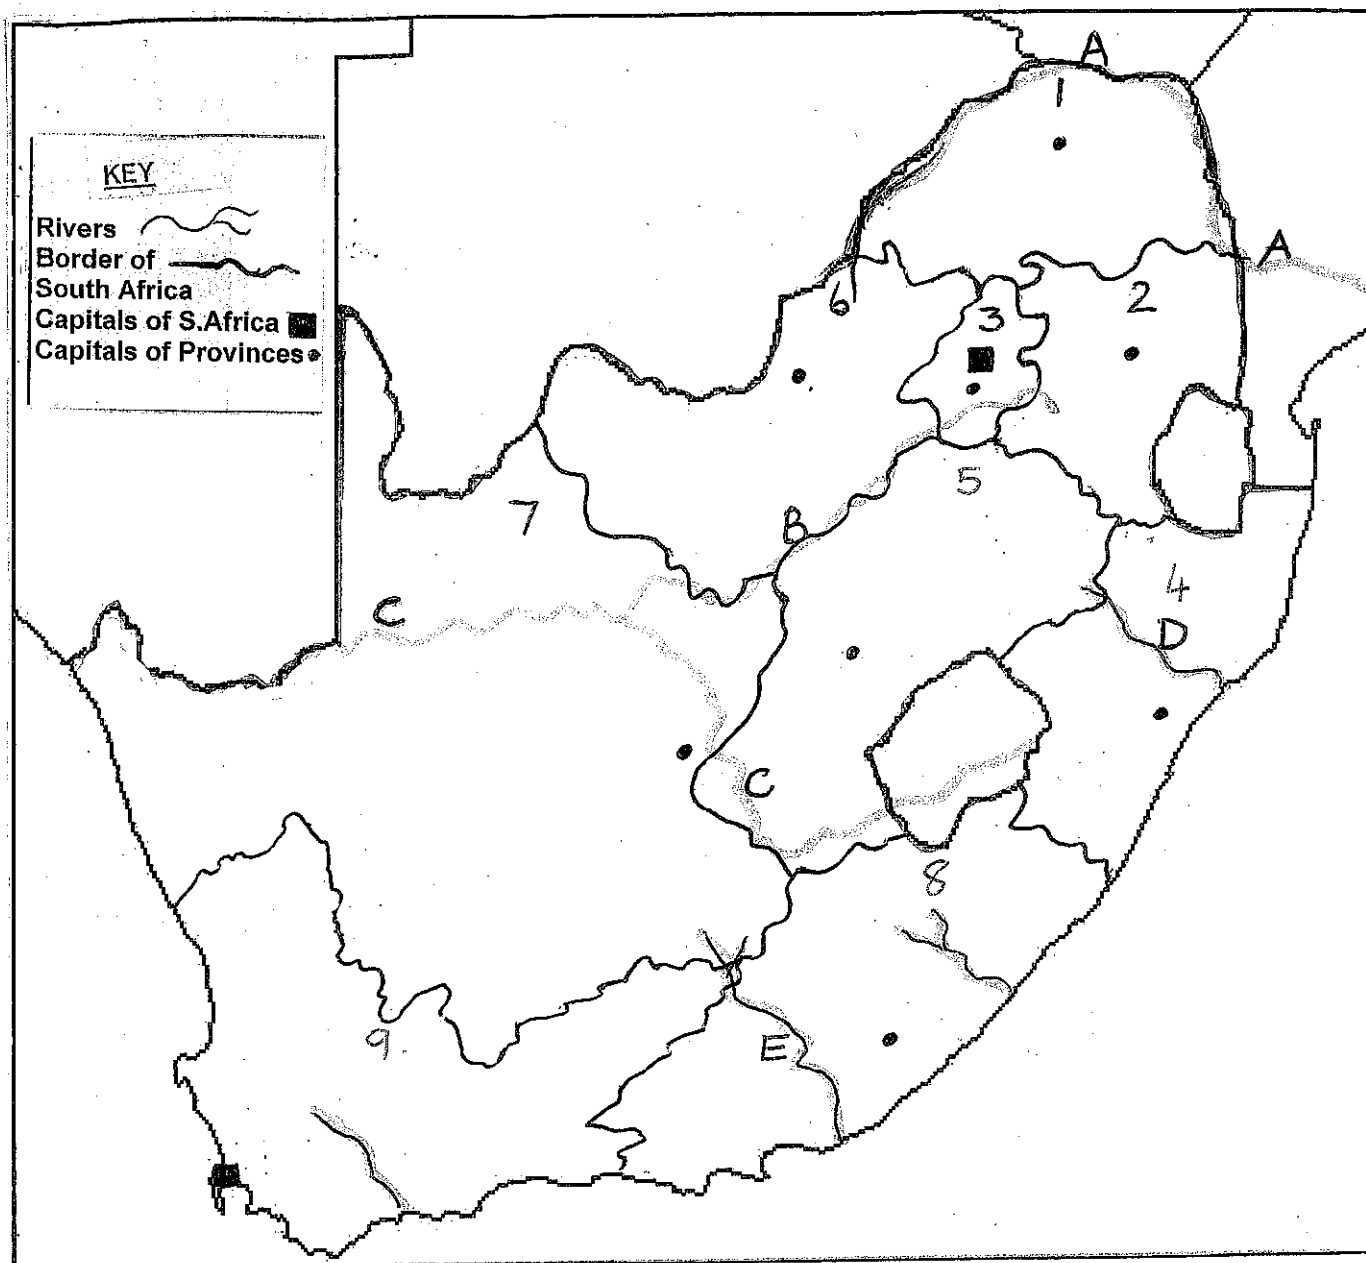 A
1
KEY
Rivers
Border of
South Africa
Capitals of S.Africa
Capitals of Provinces
A
6
3
2
5
7
B
4
C
D
C
8
9.
E